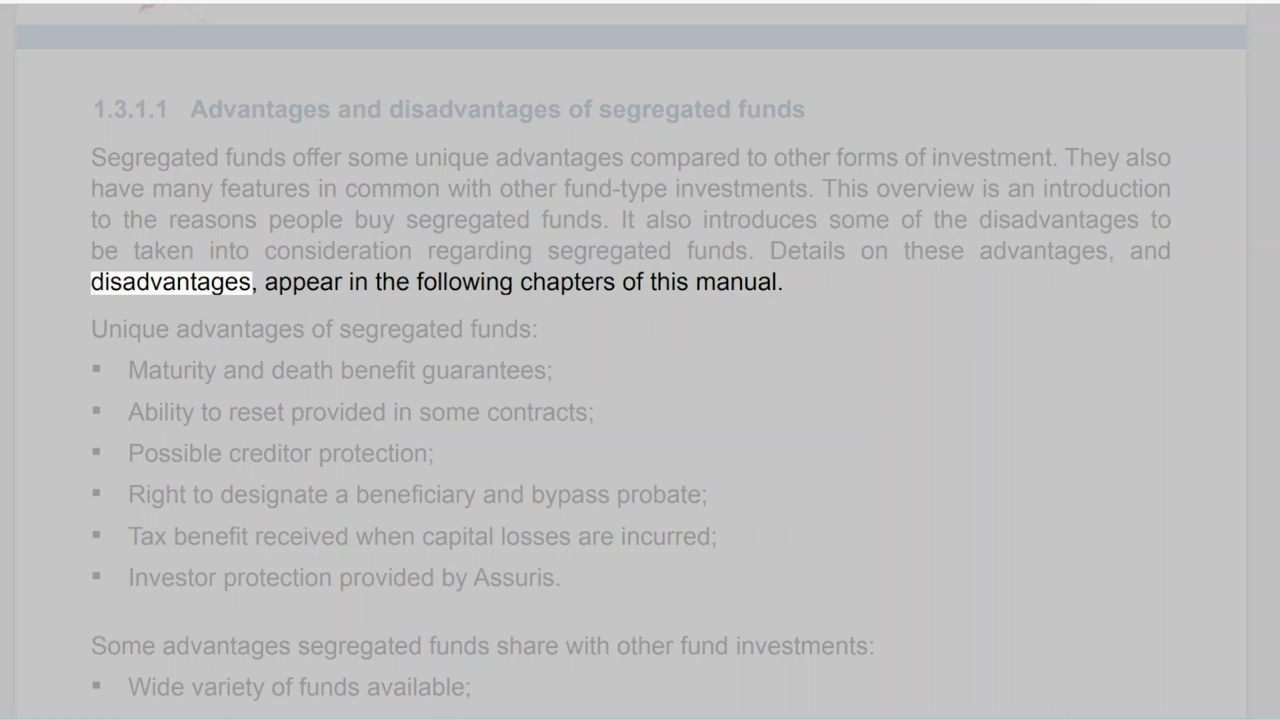 1.3.1.1 Advantages and disadvantages of segregated funds
Segregated funds offer some unique advantages compared to other forms of investment. They also
have many features in common with other fund-type investments. This overview is an introduction
to the reasons people buy segregated funds. It also introduces some of the disadvantages to
be taken into consideration regarding segregated funds. Details on these advantages, and
disadvantages, appear in the following chapters of this manual.
Unique advantages of segregated funds:
▪ Maturity and death benefit guarantees;
▪ Ability to reset provided in some contracts;
▪ Possible creditor protection;
▪ Right to designate a beneficiary and bypass probate;
▪ Tax benefit received when capital losses are incurred;
▪ Investor protection provided by Assuris.
Some advantages segregated funds share with other fund investments:
▪ Wide variety of funds available;